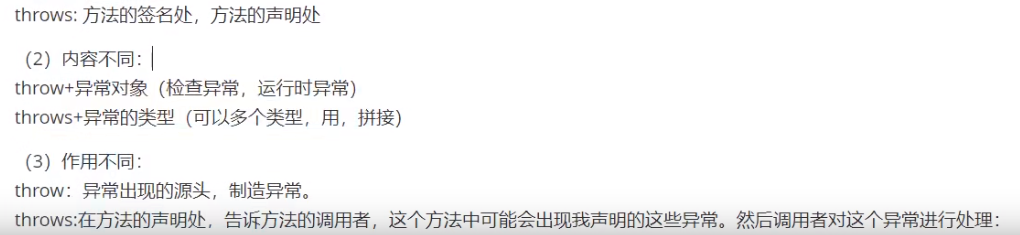 throws: 方法的签名处，方法的声明处
（2）内容不同：
throw+异常对象（检查异常，运行时异常）
throws+异常的类型（可以多个类型，用，拼接）
（3）作用不同：
throw：异常出现的源头，制造异常。
throws:在方法的声明处，告诉方法的调用者，这个方法中可能会出现我声明的这些异常。然后调用者对这个异常进行处理：